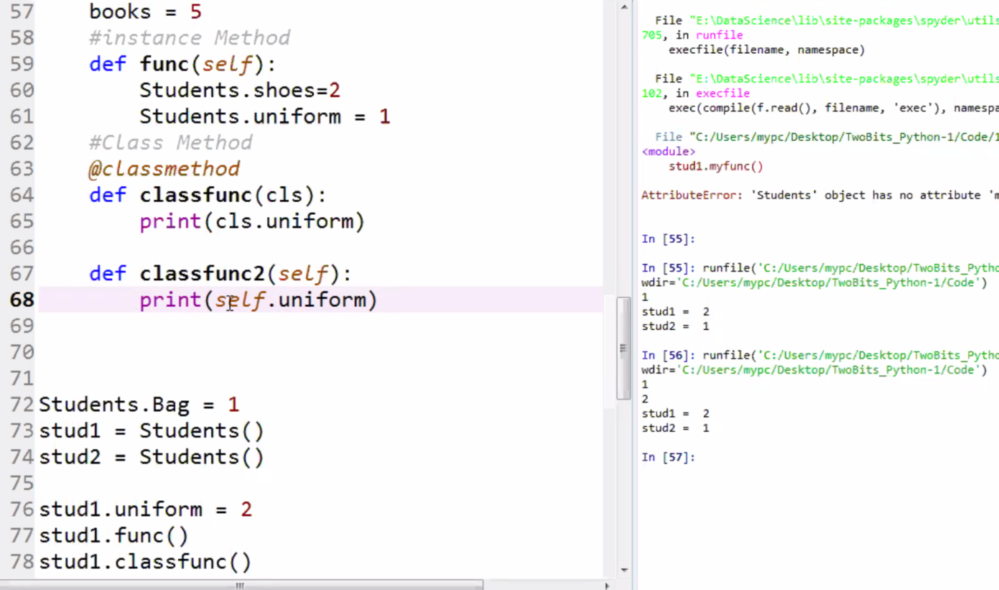 57 books = 5
58 #instance Method
59 def func(self):
60 Students.shoes=2
61 Students.uniform = 1
62 #Class Method
63 @classmethod
64 def classfunc(cls):
65 print(cls.uniform)
66
67 def classfunc2(self):
68 print(self.uniform)
69
70
71
72 Students.Bag = 1
73 stud1 = Students()
74 stud2 = Students()
75
76 stud1.uniform = 2
77 stud1.func()
78 stud1.classfunc()
File "E:\DataScience\lib\site-packages\spyder\utils
705, in runfile
execfile(filename, namespace)
File "E:\DataScience\lib\site-packages\spyder\utils
102, in execfile
exec(compile(f.read(), filename, 'exec'), namespa
File "C:/Users/mypc/Desktop/TwoBits_Python-1/Code/1
<module>
stud1.myfunc()
AttributeError: 'Students' object has no attribute 'm
In [55]:
In [55]: runfile('C:/Users/mypc/Desktop/TwoBits_Pytho
wdir='C:/Users/mypc/Desktop/TwoBits_Python-1/Code')
1
stud1 = 2
stud2 = 1
In [56]: runfile('C:/Users/mypc/Desktop/TwoBits_Pytho
wdir='C:/Users/mypc/Desktop/TwoBits_Python-1/Code')
1
2
stud1 = 2
stud2 = 1
In [57]: